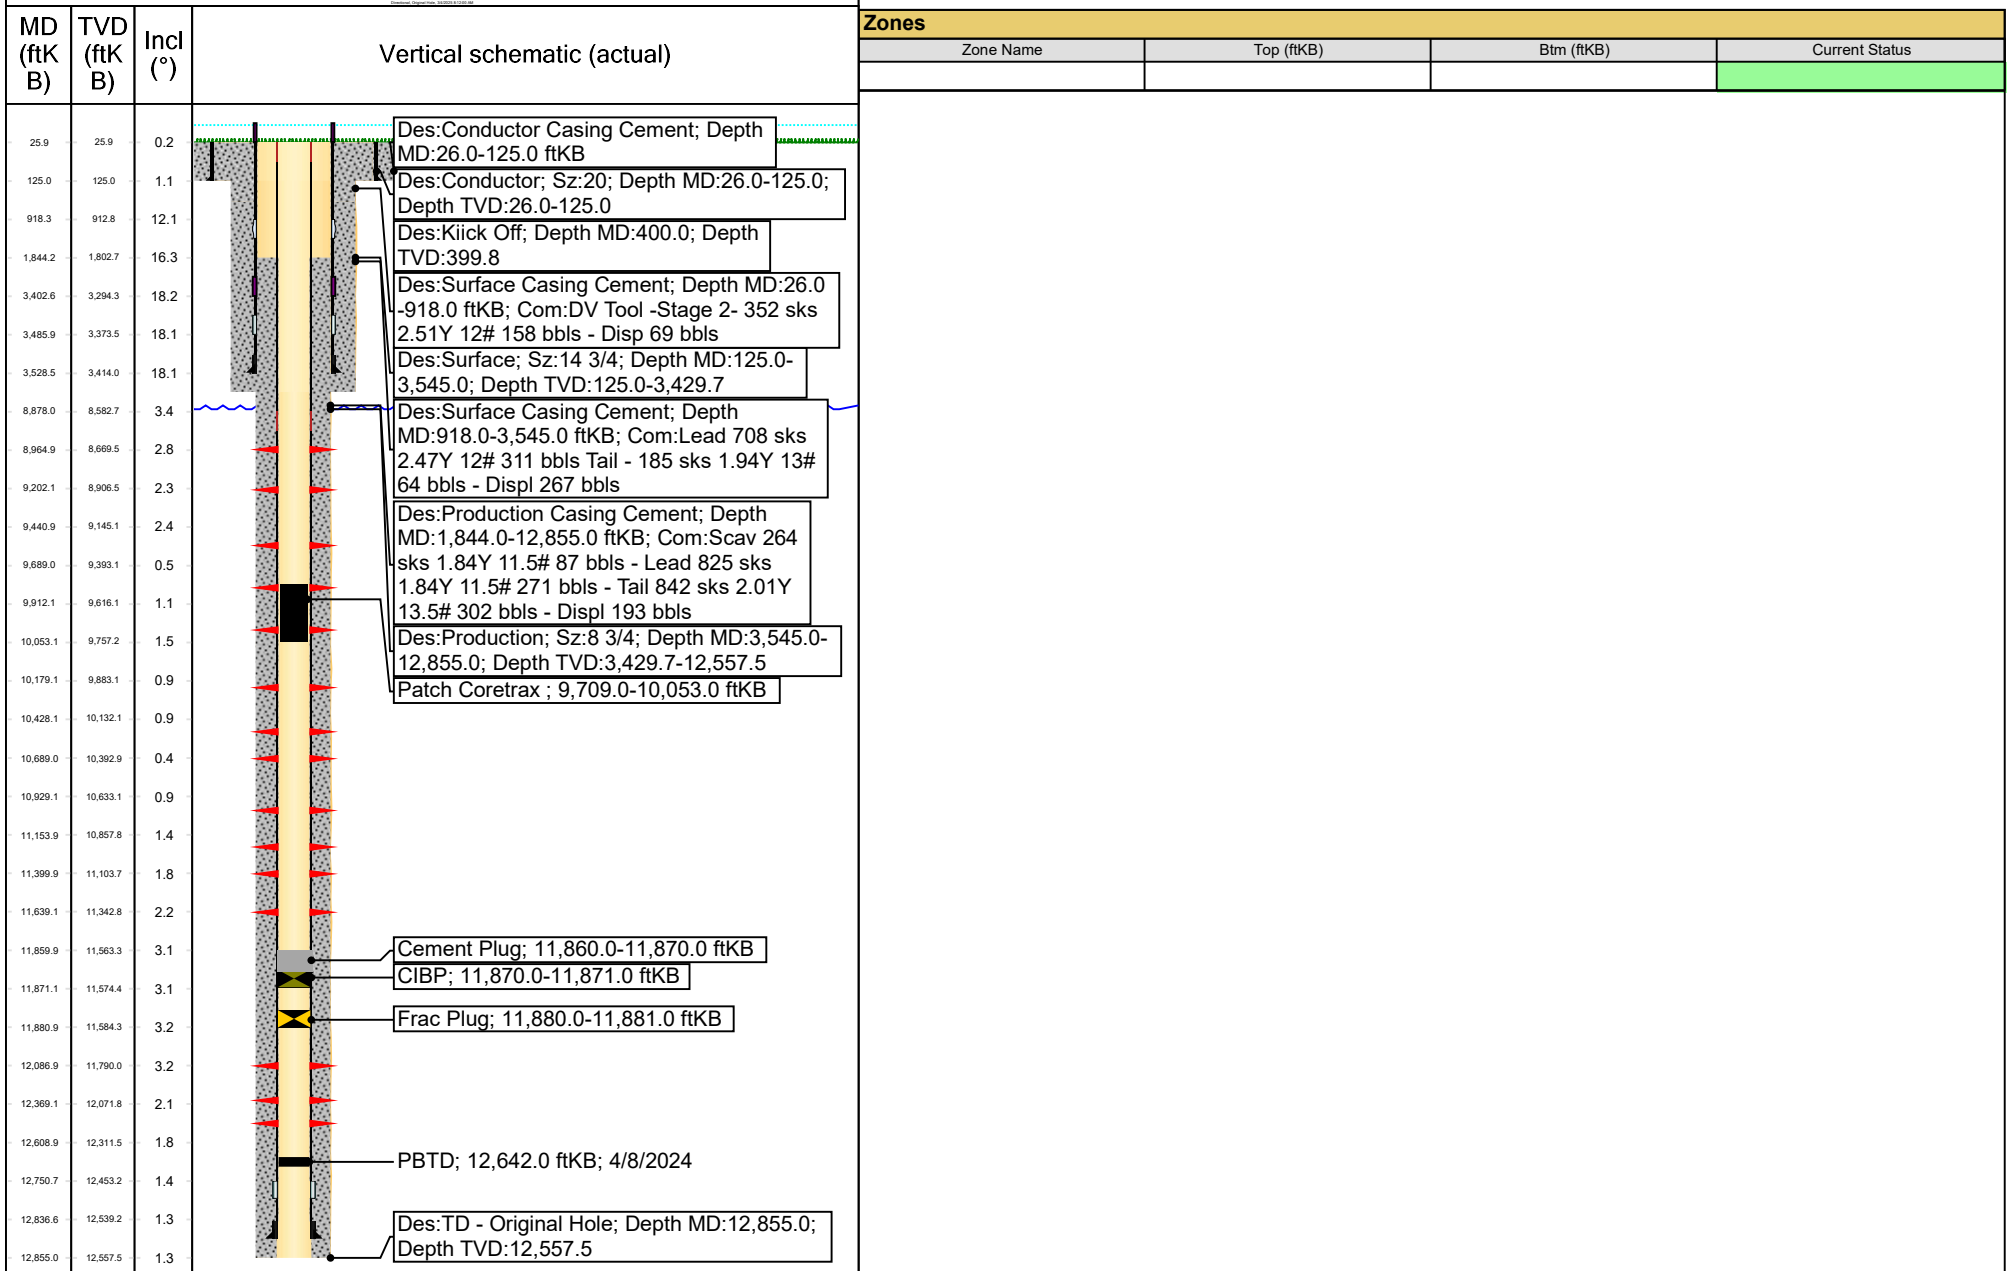 Directional, Original Hole, 3/4/2025 8:13:00 AM
MD
(ftK
B)
TVD
(ftK
B)
Incl
(°)
Vertical schematic (actual)
Zones
Zone Name
Top (ftKB)
Btm (ftKB)
Current Status
25.9 25.9 0.2
125.0 125.0 1.1
918.3 912.8 12.1
1,844.2 1,802.7 16.3
3,402.6 3,294.3 18.2
3,485.9 3,373.5 18.1
3,528.5 3,414.0 18.1
8,878.0 8,582.7 3.4
8,964.9 8,669.5 2.8
9,202.1 8,906.5 2.3
9,440.9 9,145.1 2.4
9,689.0 9,393.1 0.5
9,912.1 9,616.1 1.1
10,053.1 9,757.2 1.5
10,179.1 9,883.1 0.9
10,428.1 10,132.1 0.9
10,689.0 10,392.9 0.4
10,929.1 10,633.1 0.9
11,153.9 10,857.8 1.4
11,399.9 11,103.7 1.8
11,639.1 11,342.8 2.2
11,859.9 11,563.3 3.1
11,871.1 11,574.4 3.1
11,880.9 11,584.3 3.2
12,086.9 11,790.0 3.2
12,369.1 12,071.8 2.1
12,608.9 12,311.5 1.8
12,750.7 12,453.2 1.4
12,836.6 12,539.2 1.3
12,855.0 12,557.5 1.3
Des:Conductor Casing Cement; Depth
MD:26.0-125.0 ftKB
Des:Conductor; Sz:20; Depth MD:26.0-125.0;
Depth TVD:26.0-125.0
Des:Kiick Off; Depth MD:400.0; Depth
TVD:399.8
Des:Surface Casing Cement; Depth MD:26.0
-918.0 ftKB; Com:DV Tool -Stage 2- 352 sks
2.51Y 12# 158 bbls - Disp 69 bbls
Des:Surface; Sz:14 3/4; Depth MD:125.0-
3,545.0; Depth TVD:125.0-3,429.7
Des:Surface Casing Cement; Depth
MD:918.0-3,545.0 ftKB; Com:Lead 708 sks
2.47Y 12# 311 bbls Tail - 185 sks 1.94Y 13#
64 bbls - Displ 267 bbls
Des:Production Casing Cement; Depth
MD:1,844.0-12,855.0 ftKB; Com:Scav 264
sks 1.84Y 11.5# 87 bbls - Lead 825 sks
1.84Y 11.5# 271 bbls - Tail 842 sks 2.01Y
13.5# 302 bbls - Displ 193 bbls
Des:Production; Sz:8 3/4; Depth MD:3,545.0-
12,855.0; Depth TVD:3,429.7-12,557.5
Patch Coretrax ; 9,709.0-10,053.0 ftKB
Cement Plug; 11,860.0-11,870.0 ftKB
CIBP; 11,870.0-11,871.0 ftKB
Frac Plug; 11,880.0-11,881.0 ftKB
PBTD; 12,642.0 ftKB; 4/8/2024
Des:TD - Original Hole; Depth MD:12,855.0;
Depth TVD:12,557.5